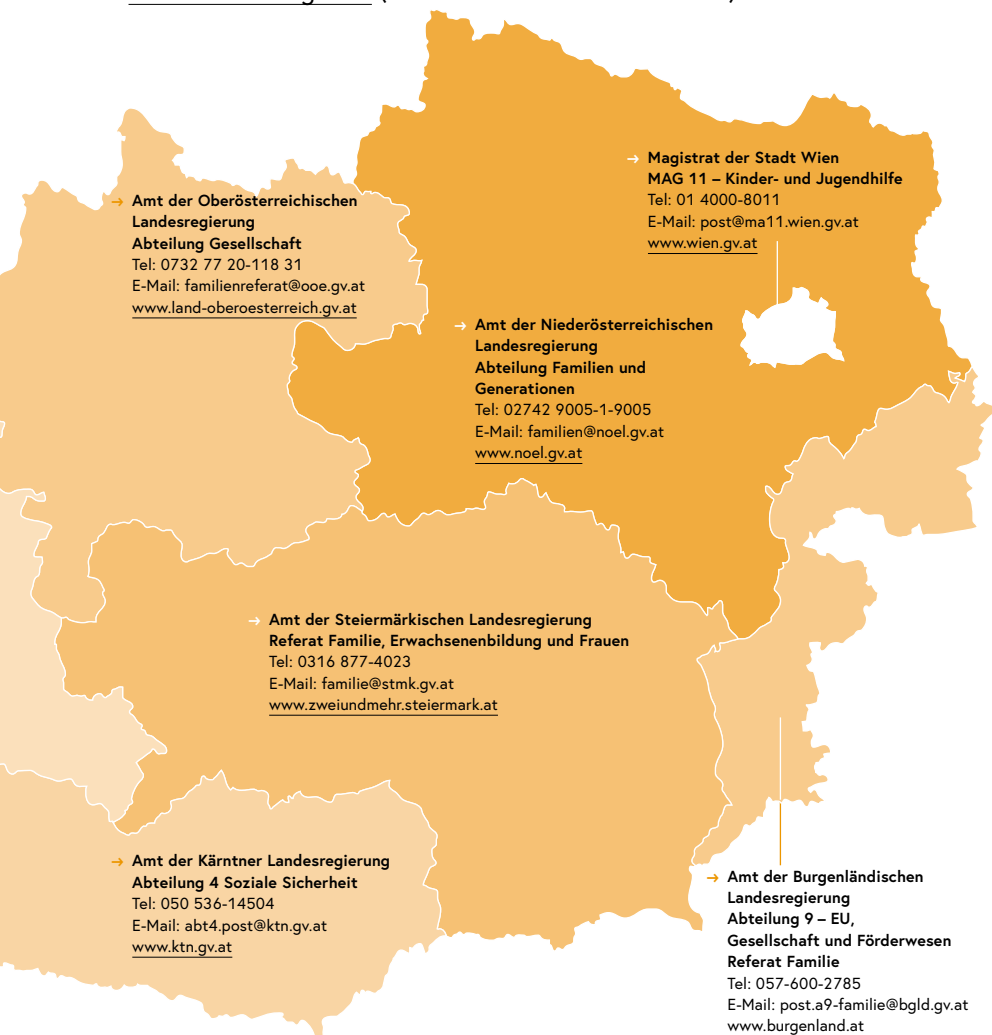 → Magistrat der Stadt Wien
MAG 11 – Kinder- und Jugendhilfe
Tel: 01 4000-8011
E-Mail: post@ma11.wien.gv.at
www.wien.gv.at
→ Amt der Oberösterreichischen
Landesregierung
Abteilung Gesellschaft
Tel: 0732 77 20-118 31
E-Mail: familienreferat@ooe.gv.at
www.land-oberoesterreich.gv.at
→ Amt der Niederösterreichischen
Landesregierung
Abteilung Familien und
Generationen
Tel: 02742 9005-1-9005
E-Mail: familien@noel.gv.at
www.noel.gv.at
→ Amt der Steiermärkischen Landesregierung
Referat Familie, Erwachsenenbildung und Frauen
Tel: 0316 877-4023
E-Mail: familie@stmk.gv.at
www.zweiundmehr.steiermark.at
→ Amt der Kärntner Landesregierung
Abteilung 4 Soziale Sicherheit
Tel: 050 536-14504
E-Mail: abt4.post@ktn.gv.at
www.ktn.gv.at
→ Amt der Burgenländischen
Landesregierung
Abteilung 9 – EU,
Gesellschaft und Förderwesen
Referat Familie
Tel: 057-600-2785
E-Mail: post.a9-familie@bgld.gv.at
www.burgenland.at